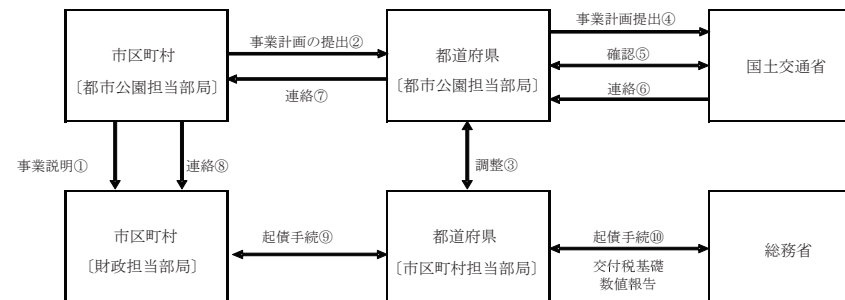 市区町村
〔都市公園担当部局〕
事業計画の提出②
連絡⑦
都道府県
〔都市公園担当部局〕
事業計画提出④
確認⑤
連絡⑥
国土交通省
事業説明①
連絡⑧
調整③
市区町村
〔財政担当部局〕
起債手続⑨
都道府県
〔市区町村担当部局〕
起債手続⑩
交付税基礎
数値報告
総務省